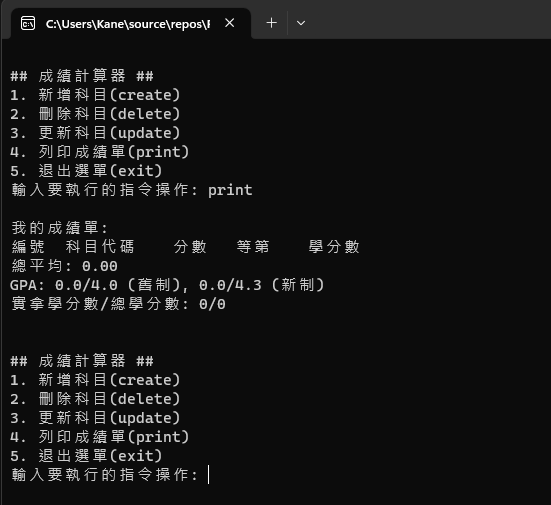 C:\Users\Kane\source\repos\F
## 成績計算器 ##
1. 新增科目(create)
2. 刪除科目(delete)
3. 更新科目(update)
4. 列印成績單(print)
5. 退出選單(exit)
輸入要執行的指令操作: print
我的成績單:
編號 科目代碼 分數 等第 學分數
總平均: 0.00
GPA: 0.0/4.0 (舊制), 0.0/4.3 (新制)
實拿學分數/總學分數: 0/0
## 成績計算器 ##
1. 新增科目(create)
2. 刪除科目(delete)
3. 更新科目(update)
4. 列印成績單(print)
5. 退出選單(exit)
輸入要執行的指令操作: